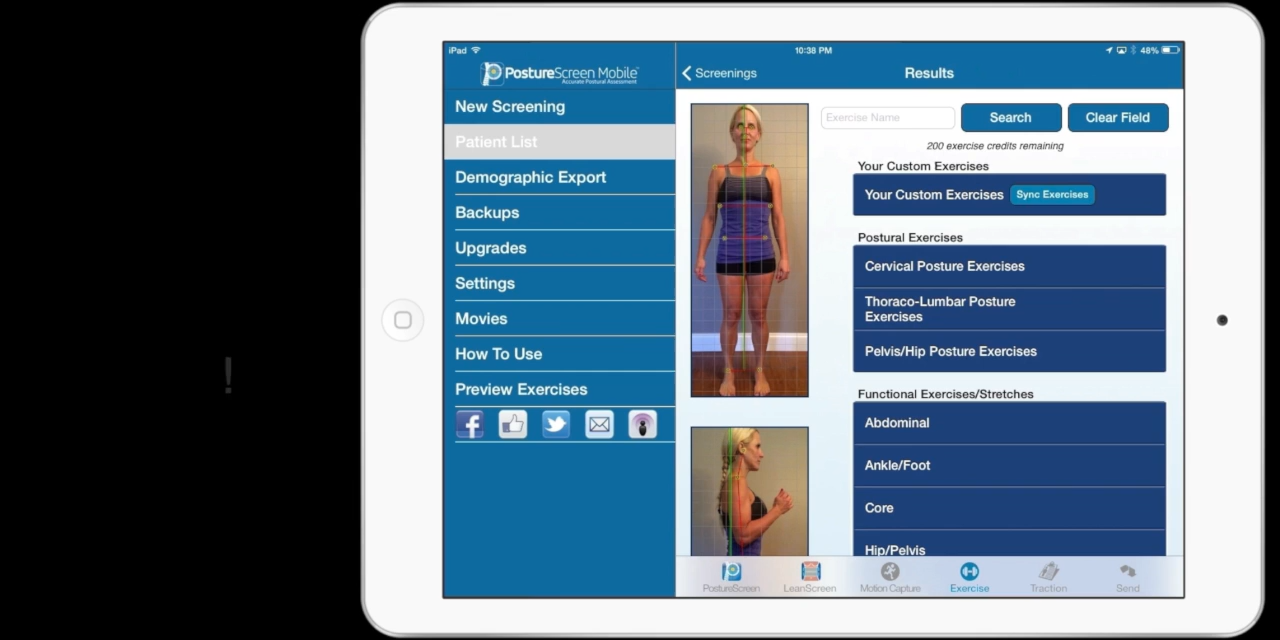 !
iPad
10:38 PM
48%
PostureScreen Mobile
Accurate Postural Assessment
New Screening
Patient List
Demographic Export
Backups
Upgrades
Settings
Movies
How To Use
Preview Exercises
Screenings
Results
Exercise Name
Search
Clear Field
200 exercise credits remaining
Your Custom Exercises
Your Custom Exercises
Sync Exercises
Postural Exercises
Cervical Posture Exercises
Thoraco-Lumbar Posture
Exercises
Pelvis/Hip Posture Exercises
Functional Exercises/Stretches
Abdominal
Ankle/Foot
Core
Hip/Pelvis
PostureScreen
LeanScreen
Motion Capture
Exercise
Traction
Send